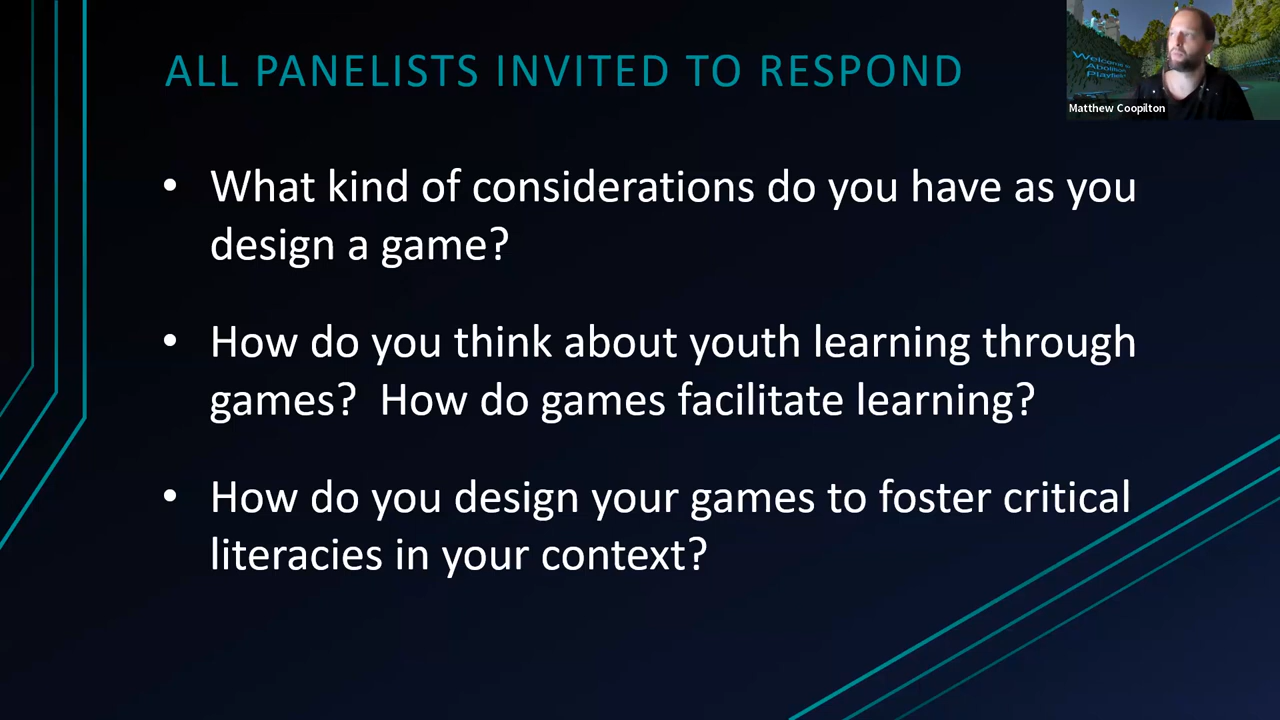 ALL PANELISTS INVITED TO RESPOND
Welcome
Abolition
Matthew Coopilton
• What kind of considerations do you have as you
design a game?
• How do you think about youth learning through
games?  How do games facilitate learning?
• How do you design your games to foster critical
literacies in your context?